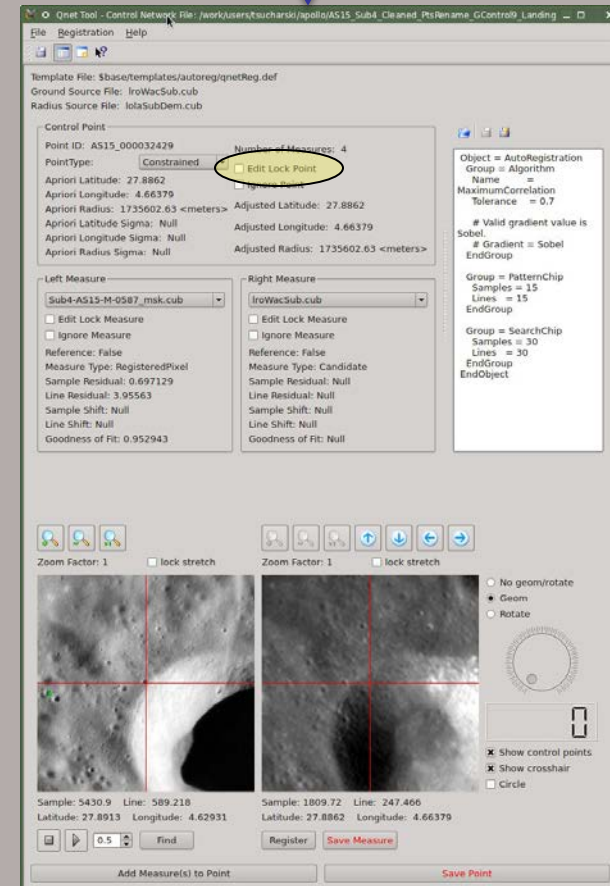 Qnet Tool - Control Network File: /work/users/tsucharski/apollo/AS15_Sub4_Cleaned_PtsRename_GControl9_Landing
File Registration Help
Template File: $base/templates/autoreg/qnetReg.def
Ground Source File: lroWacSub.cub
Radius Source File: lolaSubDem.cub
Control Point
Point ID: AS15_000032429
Number of Measures: 4
PointType: Constrained
Edit Lock Point
Ignore Point
Apriori Latitude: 27.8862
Apriori Longitude: 4.66379
Apriori Radius: 1735602.63 <meters>
Apriori Latitude Sigma: Null
Apriori Longitude Sigma: Null
Apriori Radius Sigma: Null
Adjusted Latitude: 27.8862
Adjusted Longitude: 4.66379
Adjusted Radius: 1735602.63 <meters>
Left Measure
Sub4-AS15-M-0587_msk.cub
Edit Lock Measure
Ignore Measure
Reference: False
Measure Type: RegisteredPixel
Sample Residual: 0.697129
Line Residual: 3.95563
Sample Shift: Null
Line Shift: Null
Goodness of Fit: 0.952943
Right Measure
lroWacSub.cub
Edit Lock Measure
Ignore Measure
Reference: False
Measure Type: Candidate
Sample Residual: Null
Line Residual: Null
Sample Shift: Null
Line Shift: Null
Goodness of Fit: Null
Object = AutoRegistration
Group = Algorithm
Name =
MaximumCorrelation
Tolerance = 0.7
# Valid gradient value is
Sobel.
# Gradient = Sobel
EndGroup
Group = PatternChip
Samples = 15
Lines = 15
EndGroup
Group = SearchChip
Samples = 30
Lines = 30
EndGroup
EndObject
Zoom Factor: 1 lock stretch
Zoom Factor: 1 lock stretch
No geom/rotate
Geom
Rotate
0
Show control points
Show crosshair
Circle
Sample: 5430.9 Line: 589.218
Latitude: 27.8913 Longitude: 4.62931
Sample: 1809.72 Line: 247.466
Latitude: 27.8862 Longitude: 4.66379
0.5 Find
Register Save Measure
Add Measure(s) to Point
Save Point